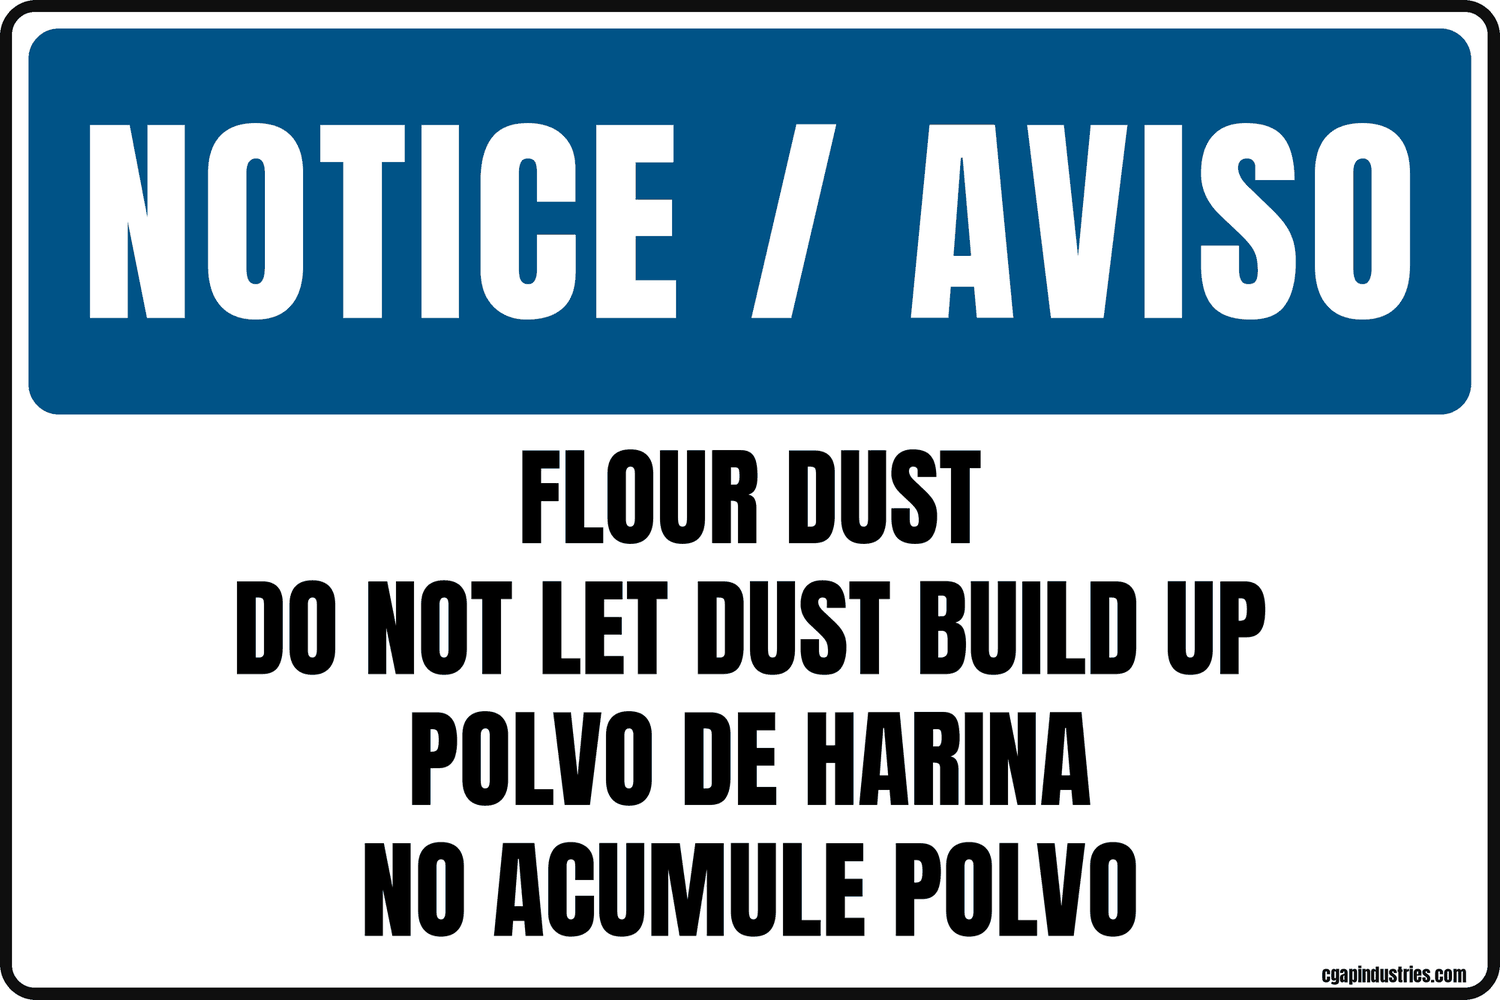 NOTICE / AVISO
FLOUR DUST
DO NOT LET DUST BUILD UP
POLVO DE HARINA
NO ACUMULE POLVO
cgapindustries.com